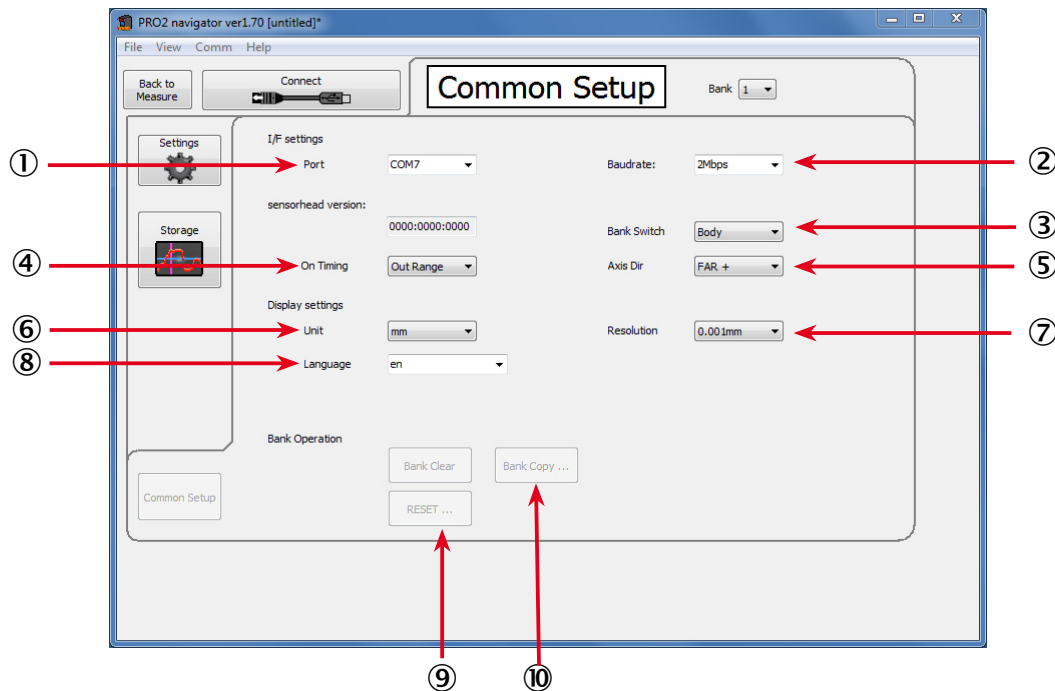 PRO2 navigator ver1.70 [untitled]*
File View Comm Help
Back to
Measure
Connect
Common Setup
Bank 1
Settings
Storage
Common Setup
I/F settings
① Port COM7
Baudrate: 2Mbps ②
sensorhead version:
0000:0000:0000
Bank Switch Body ③
④ On Timing Out Range
Axis Dir FAR + ⑤
Display settings
⑥ Unit mm
Resolution 0.001mm ⑦
⑧ Language en
Bank Operation
Bank Clear Bank Copy ...
RESET ...
⑨ ⑩